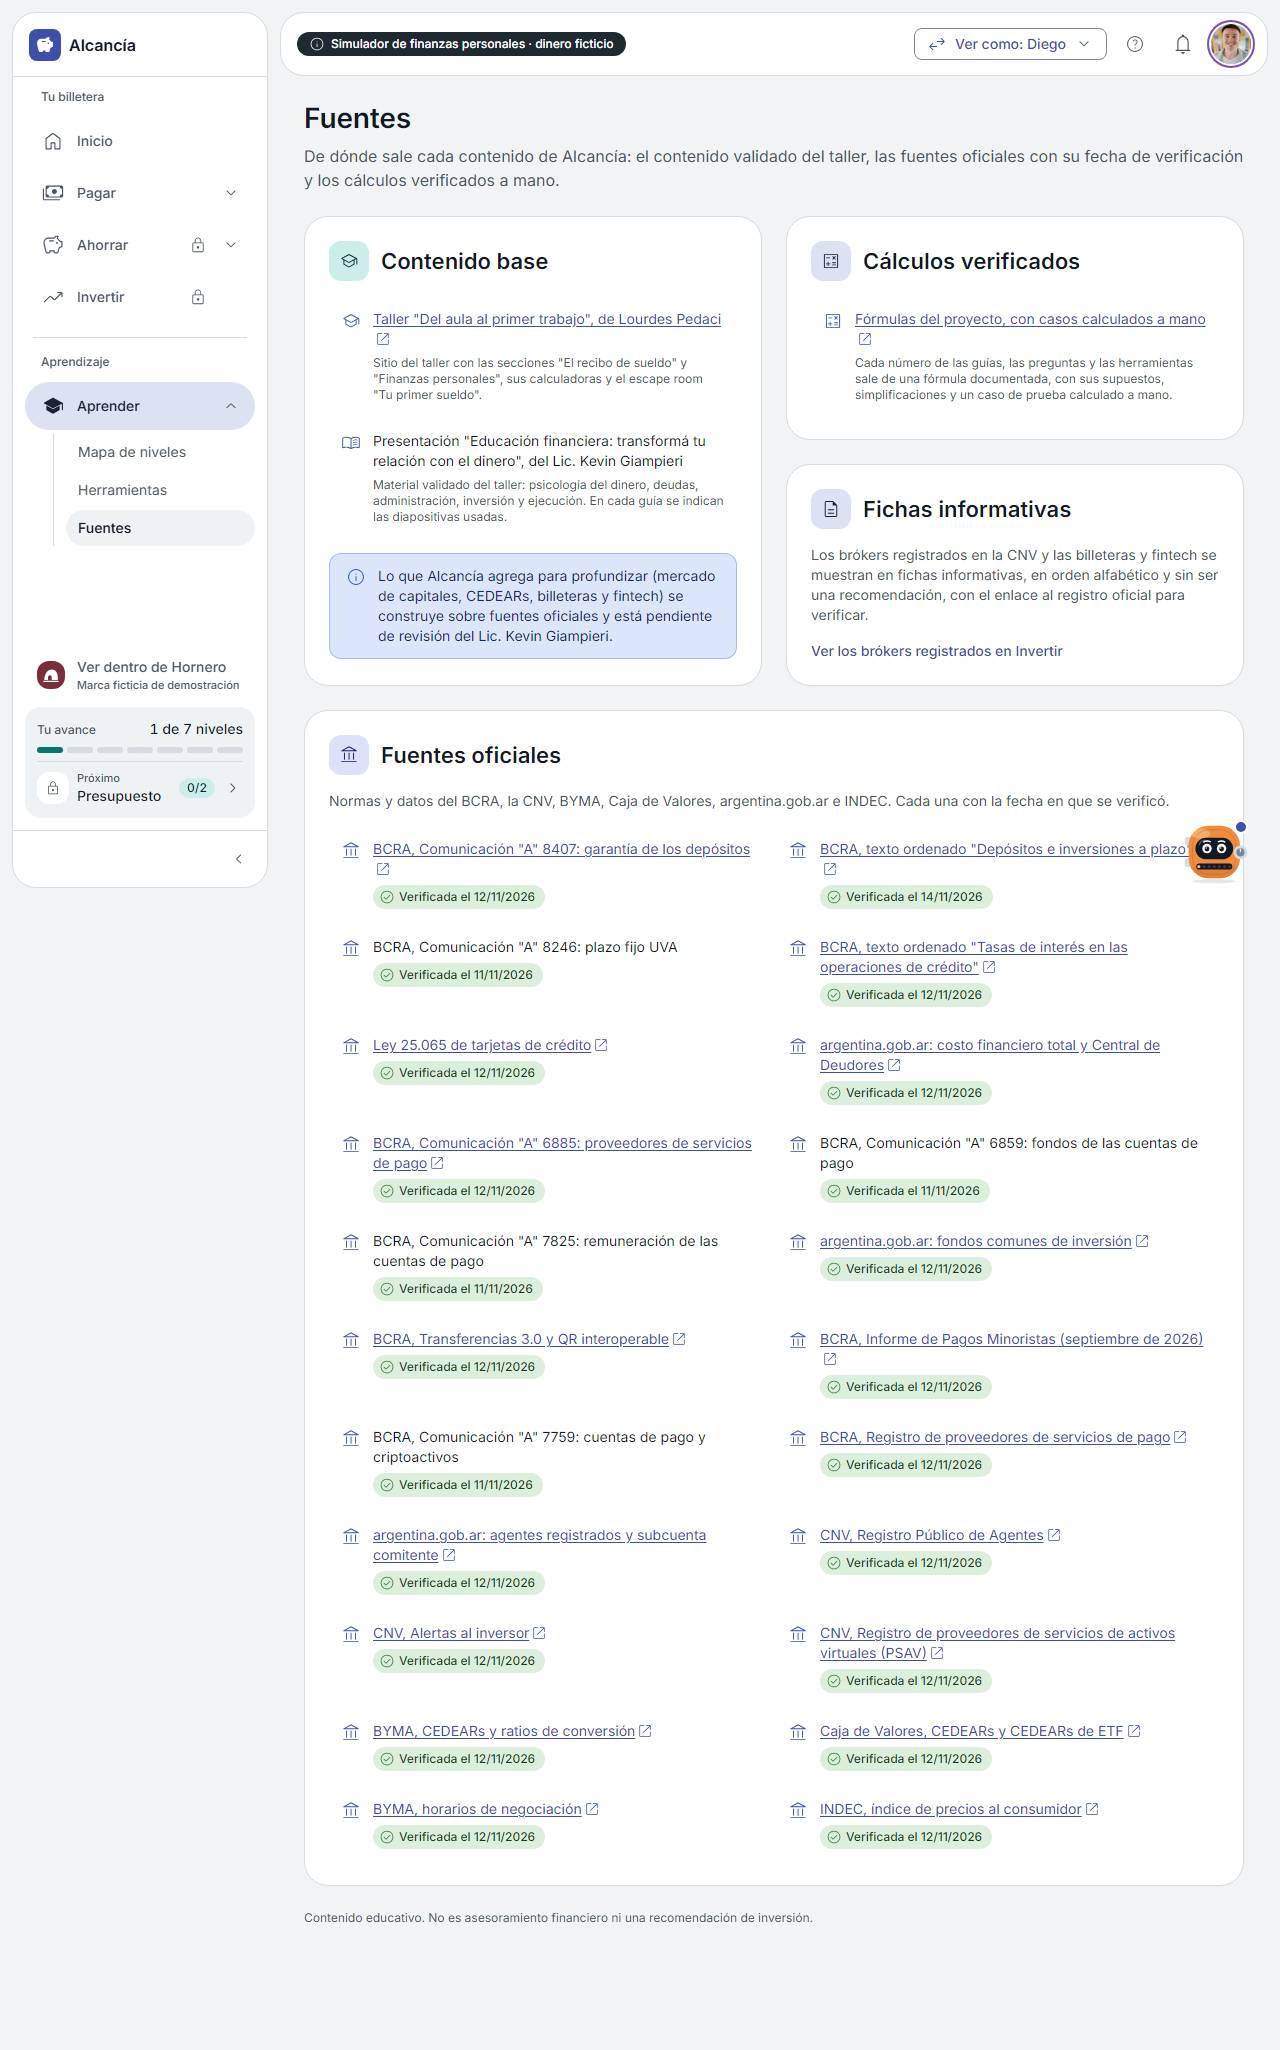 Alcancía
Tu billetera
Inicio
Pagar
Ahorrar
Invertir
Aprendizaje
Aprender
Mapa de niveles
Herramientas
Fuentes
Ver dentro de Hornero
Marca ficticia de demostración
Tu avance
1 de 7 niveles
Próximo
Presupuesto
0/2
Simulador de finanzas personales · dinero ficticio
Ver como: Diego
Fuentes
De dónde sale cada contenido de Alcancía: el contenido validado del taller, las fuentes oficiales con su fecha de verificación
y los cálculos verificados a mano.
Contenido base
Taller "Del aula al primer trabajo", de Lourdes Pedaci
Sitio del taller con las secciones "El recibo de sueldo" y
"Finanzas personales", sus calculadoras y el escape room
"Tu primer sueldo".
Presentación "Educación financiera: transformá tu
relación con el dinero", del Lic. Kevin Giampieri
Material validado del taller: psicología del dinero, deudas,
administración, inversión y ejecución. En cada guía se indican
las diapositivas usadas.
Lo que Alcancía agrega para profundizar (mercado
de capitales, CEDEARs, billeteras y fintech) se
construye sobre fuentes oficiales y está pendiente
de revisión del Lic. Kevin Giampieri.
Cálculos verificados
Fórmulas del proyecto, con casos calculados a mano
Cada número de las guías, las preguntas y las herramientas
sale de una fórmula documentada, con sus supuestos,
simplificaciones y un caso de prueba calculado a mano.
Fichas informativas
Los brókers registrados en la CNV y las billeteras y fintech se
muestran en fichas informativas, en orden alfabético y sin ser
una recomendación, con el enlace al registro oficial para
verificar.
Ver los brókers registrados en Invertir
Fuentes oficiales
Normas y datos del BCRA, la CNV, BYMA, Caja de Valores, argentina.gob.ar e INDEC. Cada una con la fecha en que se verificó.
BCRA, Comunicación "A" 8407: garantía de los depósitos
Verificada el 12/11/2026
BCRA, texto ordenado "Depósitos e inversiones a plazo"
Verificada el 14/11/2026
BCRA, Comunicación "A" 8246: plazo fijo UVA
Verificada el 11/11/2026
BCRA, texto ordenado "Tasas de interés en las
operaciones de crédito"
Verificada el 12/11/2026
Ley 25.065 de tarjetas de crédito
Verificada el 12/11/2026
argentina.gob.ar: costo financiero total y Central de
Deudores
Verificada el 12/11/2026
BCRA, Comunicación "A" 6885: proveedores de servicios
de pago
Verificada el 12/11/2026
BCRA, Comunicación "A" 6859: fondos de las cuentas de
pago
Verificada el 11/11/2026
BCRA, Comunicación "A" 7825: remuneración de las
cuentas de pago
Verificada el 11/11/2026
argentina.gob.ar: fondos comunes de inversión
Verificada el 12/11/2026
BCRA, Transferencias 3.0 y QR interoperable
Verificada el 12/11/2026
BCRA, Informe de Pagos Minoristas (septiembre de 2026)
Verificada el 12/11/2026
BCRA, Comunicación "A" 7759: cuentas de pago y
criptoactivos
Verificada el 11/11/2026
BCRA, Registro de proveedores de servicios de pago
Verificada el 12/11/2026
argentina.gob.ar: agentes registrados y subcuenta
comitente
Verificada el 12/11/2026
CNV, Registro Público de Agentes
Verificada el 12/11/2026
CNV, Alertas al inversor
Verificada el 12/11/2026
CNV, Registro de proveedores de servicios de activos
virtuales (PSAV)
Verificada el 12/11/2026
BYMA, CEDEARs y ratios de conversión
Verificada el 12/11/2026
Caja de Valores, CEDEARs y CEDEARs de ETF
Verificada el 12/11/2026
BYMA, horarios de negociación
Verificada el 12/11/2026
INDEC, índice de precios al consumidor
Verificada el 12/11/2026
Contenido educativo. No es asesoramiento financiero ni una recomendación de inversión.